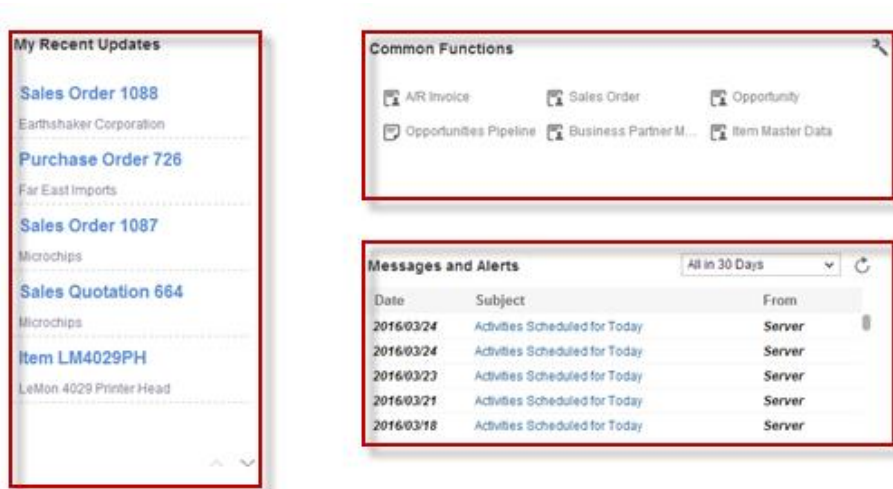 My Recent Updates
Sales Order 1088
Earthshaker Corporation
Purchase Order 726
Far East Imports
Sales Order 1087
Microchips
Sales Quotation 664
Microchips
Item LM4029PH
LeMon 4029 Printer Head
Common Functions
A/R Invoice Sales Order Opportunity
Opportunities Pipeline Business Partner M... Item Master Data
Messages and Alerts All in 30 Days
Date Subject From
2016/03/24 Activities Scheduled for Today Server
2016/03/24 Activities Scheduled for Today Server
2016/03/23 Activities Scheduled for Today Server
2016/03/21 Activities Scheduled for Today Server
2016/03/18 Activities Scheduled for Today Server